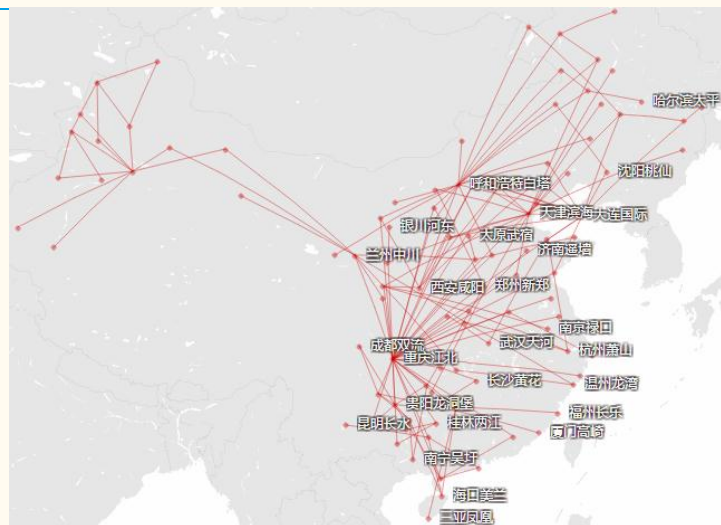 哈尔滨太平
沈阳桃仙
呼和浩特白塔
天津滨海
大连国际
银川河东
太原武宿
济南遥墙
兰州中川
西安咸阳
郑州新郑
南京禄口
成都双流
武汉天河
杭州萧山
重庆江北
长沙黄花
温州龙湾
贵阳龙洞堡
福州长乐
昆明长水
桂林两江
厦门高崎
南宁吴圩
海口美兰
三亚凤凰